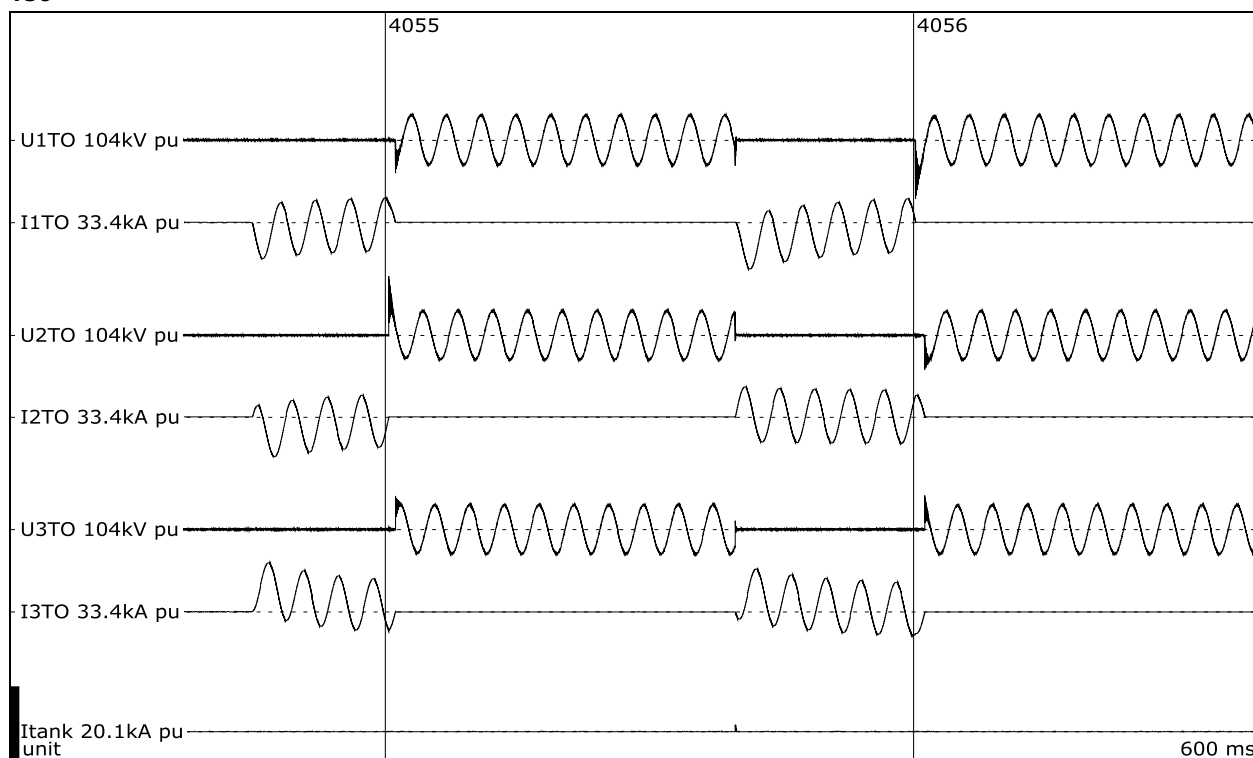 4055
4056
U1TO 104kV pu
I1TO 33.4kA pu
U2TO 104kV pu
I2TO 33.4kA pu
U3TO 104kV pu
I3TO 33.4kA pu
Itank 20.1kA pu
unit
600 ms